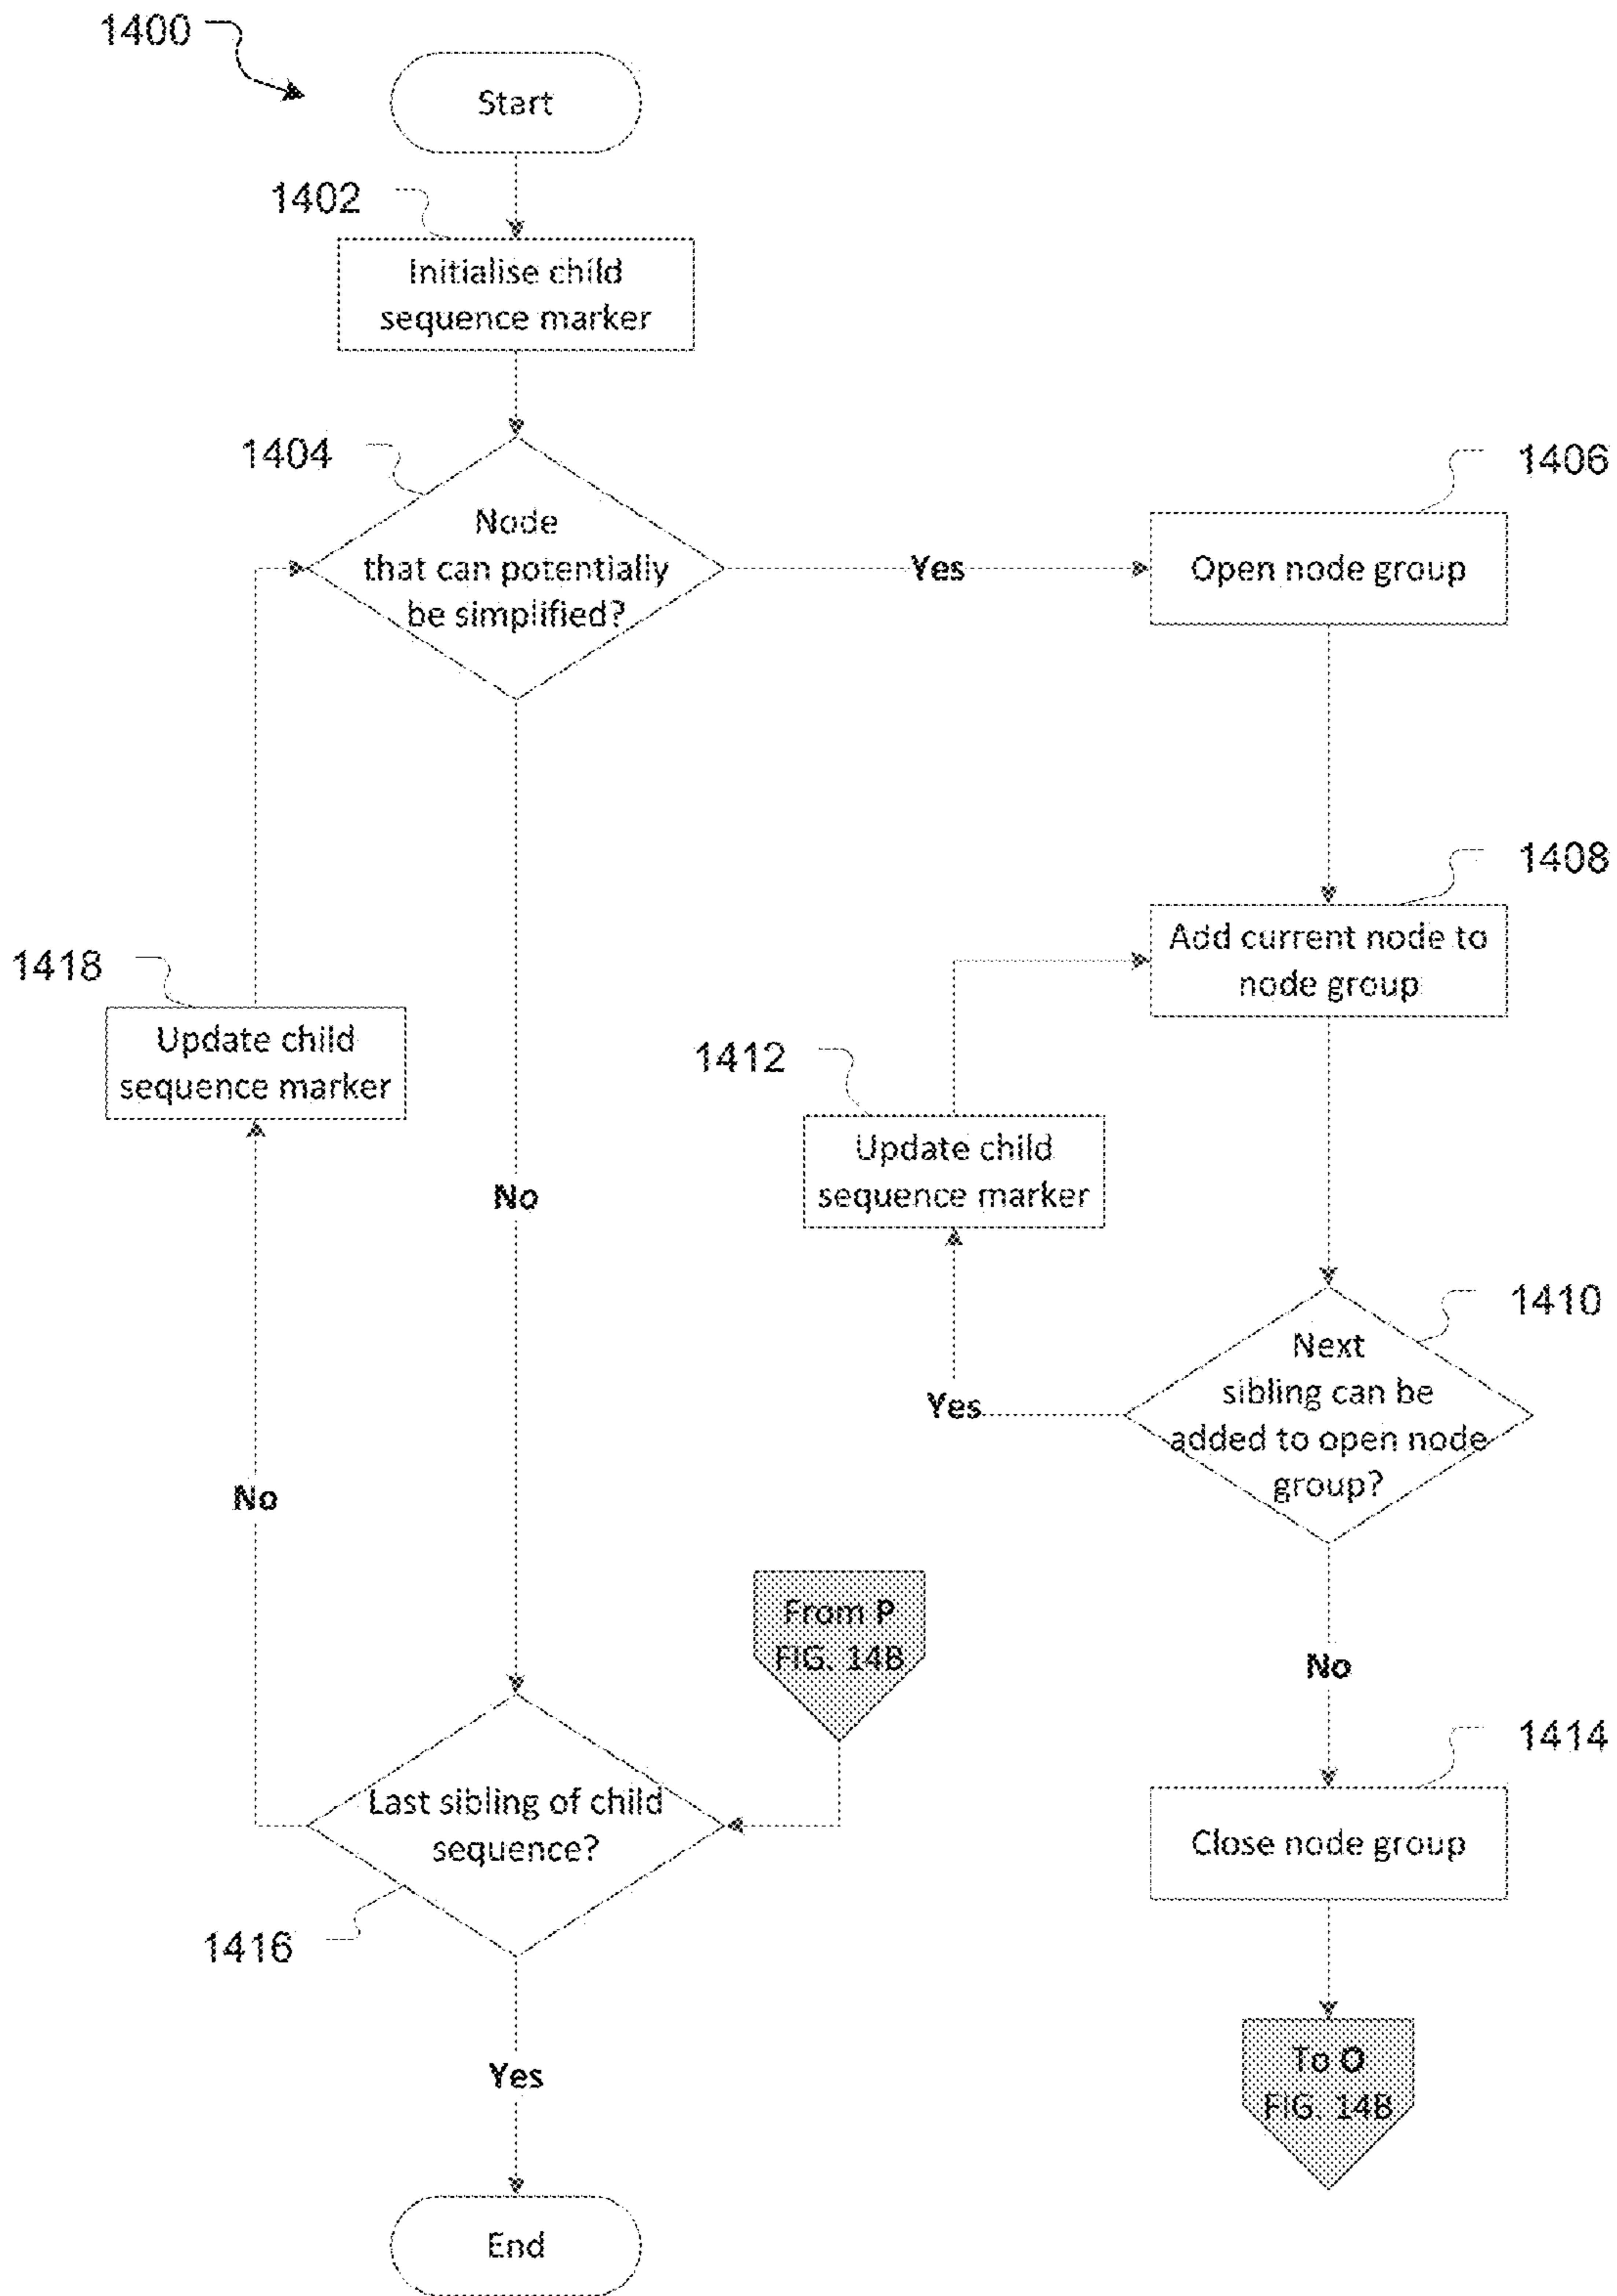 1400
Start
1402
Initialise child
sequence marker
1404
Node
that can potentially
be simplified?
Yes
1406
Open node group
1408
Add current node to
node group
1418
Update child
sequence marker
1412
Update child
sequence marker
No
1410
Next
sibling can be
added to open node
group?
Yes
No
From P
FIG. 14B
No
1414
Close node group
Last sibling of child
sequence?
1416
To O
FIG. 14B
Yes
End